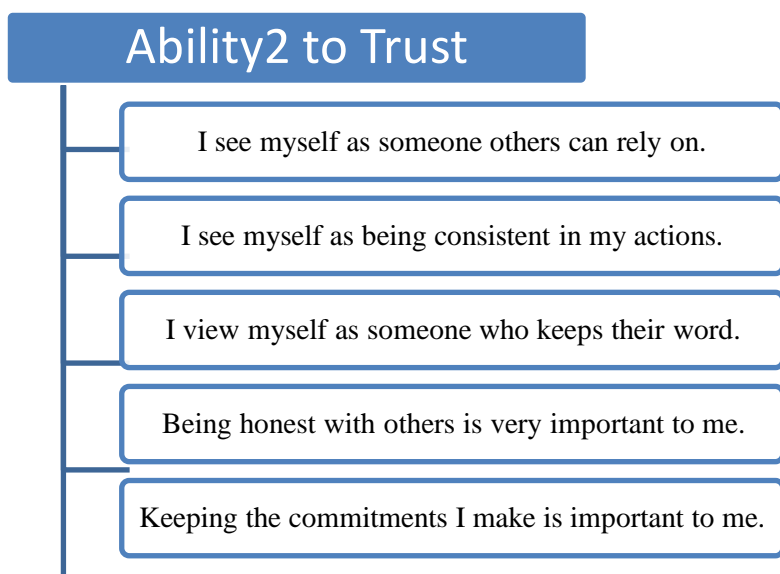 Ability2 to Trust
I see myself as someone others can rely on.
I see myself as being consistent in my actions.
I view myself as someone who keeps their word.
Being honest with others is very important to me.
Keeping the commitments I make is important to me.